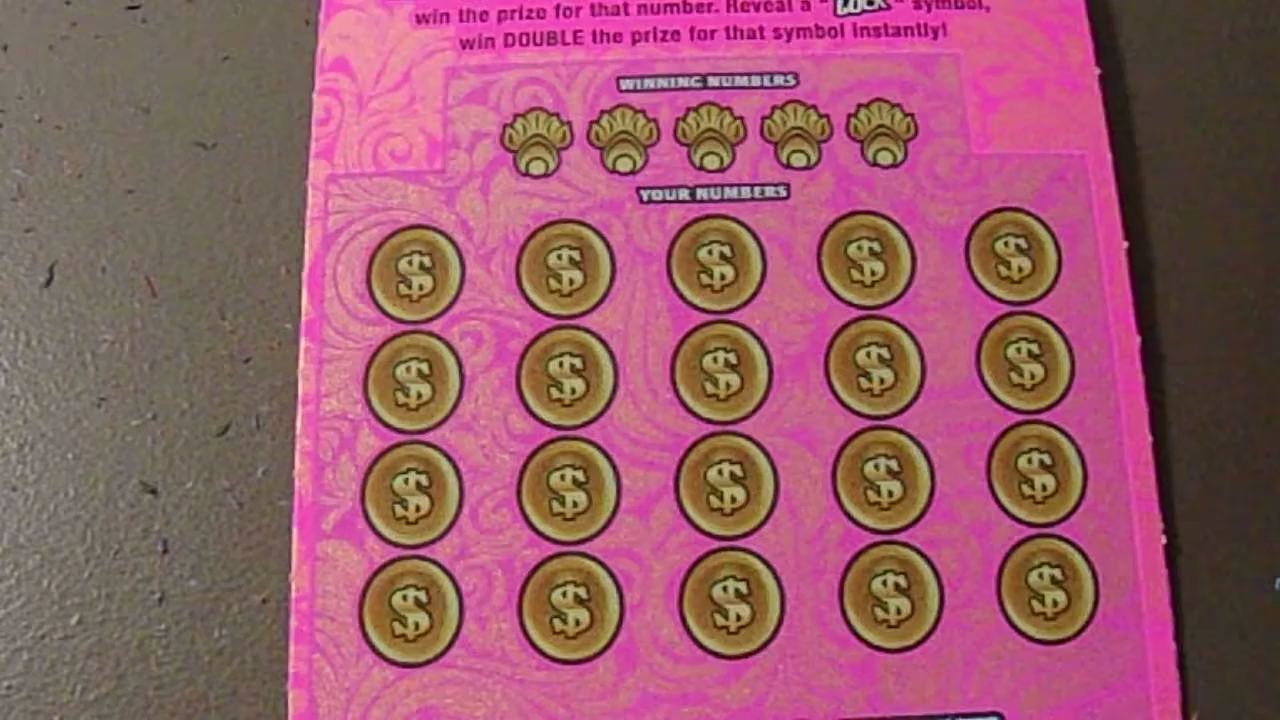 win the prize for that number. Reveal a "LUCK" symbol,
win DOUBLE the prize for that symbol instantly!
WINNING NUMBERS
YOUR NUMBERS
$ $ $ $ $
$ $ $ $ $
$ $ $ $ $
$ $ $ $ $